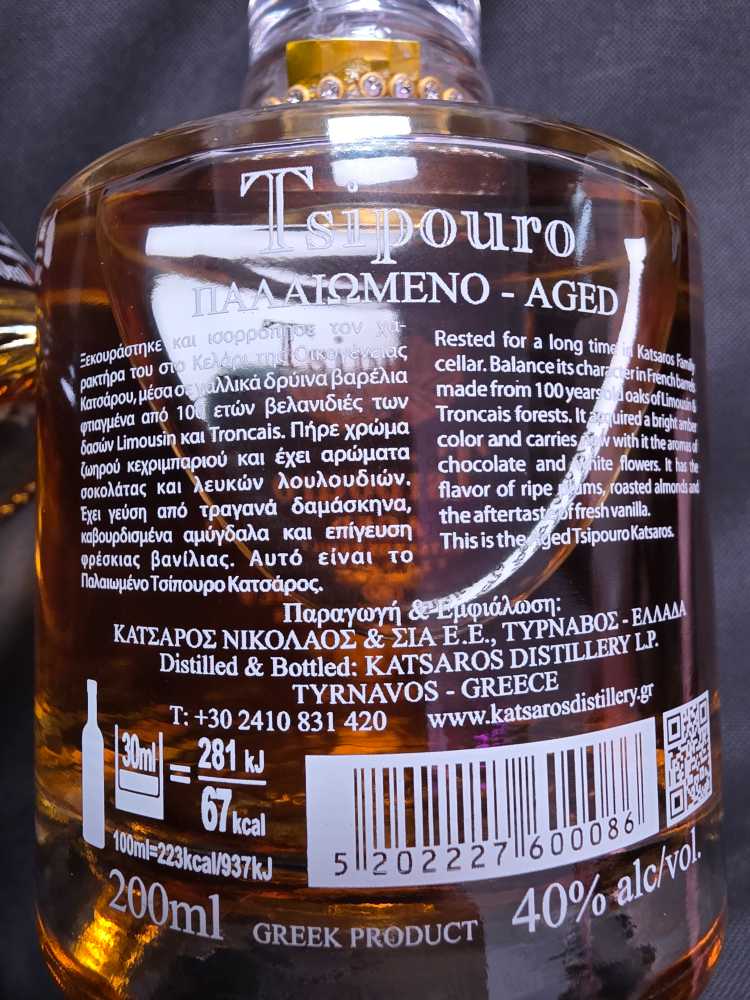 Tsipouro
ΠΑΛΑΙΩΜΕΝΟ - AGED
Ξεκουράστηκε και ισορρόπησε τον χα-
ρακτήρα του στο Κελάρι της Οικογένειας
Κατσάρου, μέσα σε γαλλικά δρύινα βαρέλια
φτιαγμένα από 100 ετών βελανιδιές των
δασών Limousin και Troncais. Πήρε χρώμα
ζωηρού κεχριμπαριού και έχει αρώματα
σοκολάτας και λευκών λουλουδιών.
Έχει γεύση από τραγανά δαμάσκηνα,
καβουρδισμένα αμύγδαλα και επίγευση
φρέσκιας βανίλιας. Αυτό είναι το
Παλαιωμένο Τσίπουρο Κατσάρος.
Rested for a long time in Katsaros Family
cellar. Balance its character in French barrels
made from 100 years old oaks of Limousin &
Troncais forests. It acquired a bright amber
color and carries now with it the aromas of
chocolate and white flowers. It has the
flavor of ripe plums, roasted almonds and
the aftertaste of fresh vanilla.
This is the Aged Tsipouro Katsaros.
Παραγωγή & Εμφιάλωση:
ΚΑΤΣΑΡΟΣ ΝΙΚΟΛΑΟΣ & ΣΙΑ Ε.Ε., ΤΥΡΝΑΒΟΣ - ΕΛΛΑΔΑ
Distilled & Bottled: KATSAROS DISTILLERY L.P.
TYRNAVOS - GREECE
T: +30 2410 831 420 www.katsarosdistillery.gr
30ml = 281 kJ
67 kcal
100ml=223kcal/937kJ
5 202227 600086
200ml GREEK PRODUCT 40% alc/vol.